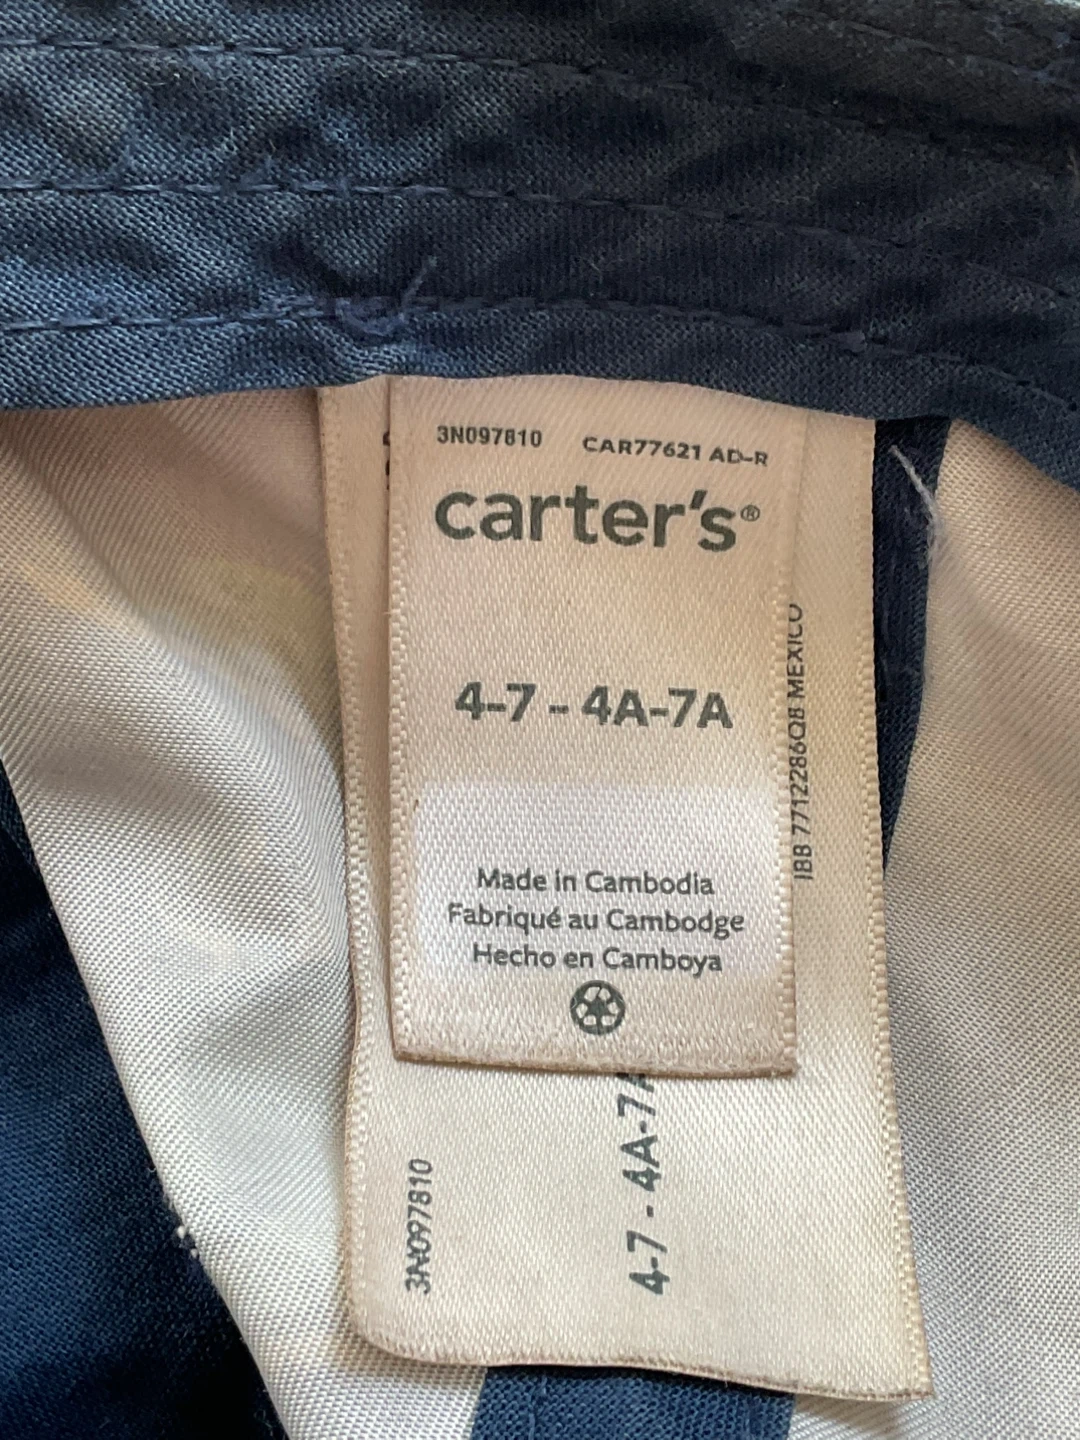 3N097810 CAR77621 AD-R
carter's®
4-7 - 4A-7A
Made in Cambodia
Fabriqué au Cambodge
Hecho en Camboya
IBB 7712286Q8 MEXICO
3N097810
4-7 - 4A-7A